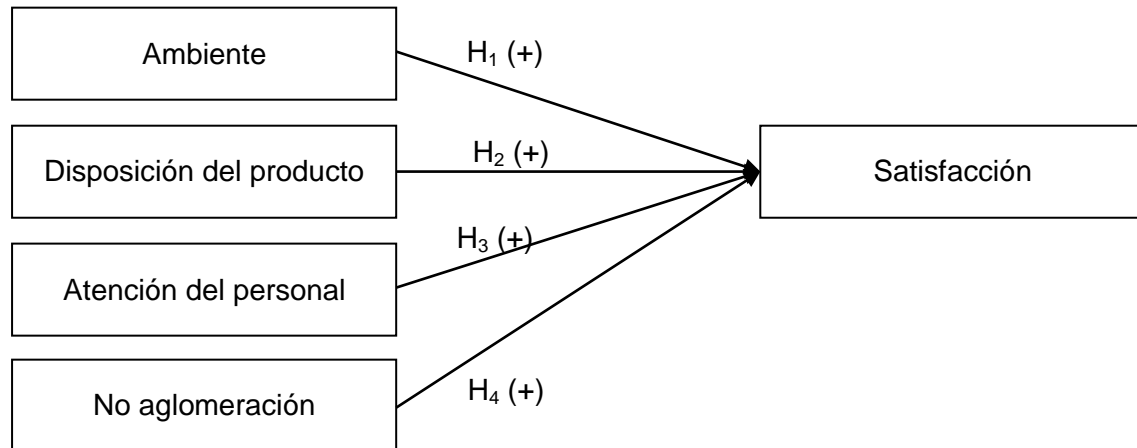 Ambiente
H₁ (+)
Disposición del producto
H₂ (+)
Satisfacción
H₃ (+)
Atención del personal
No aglomeración
H₄ (+)